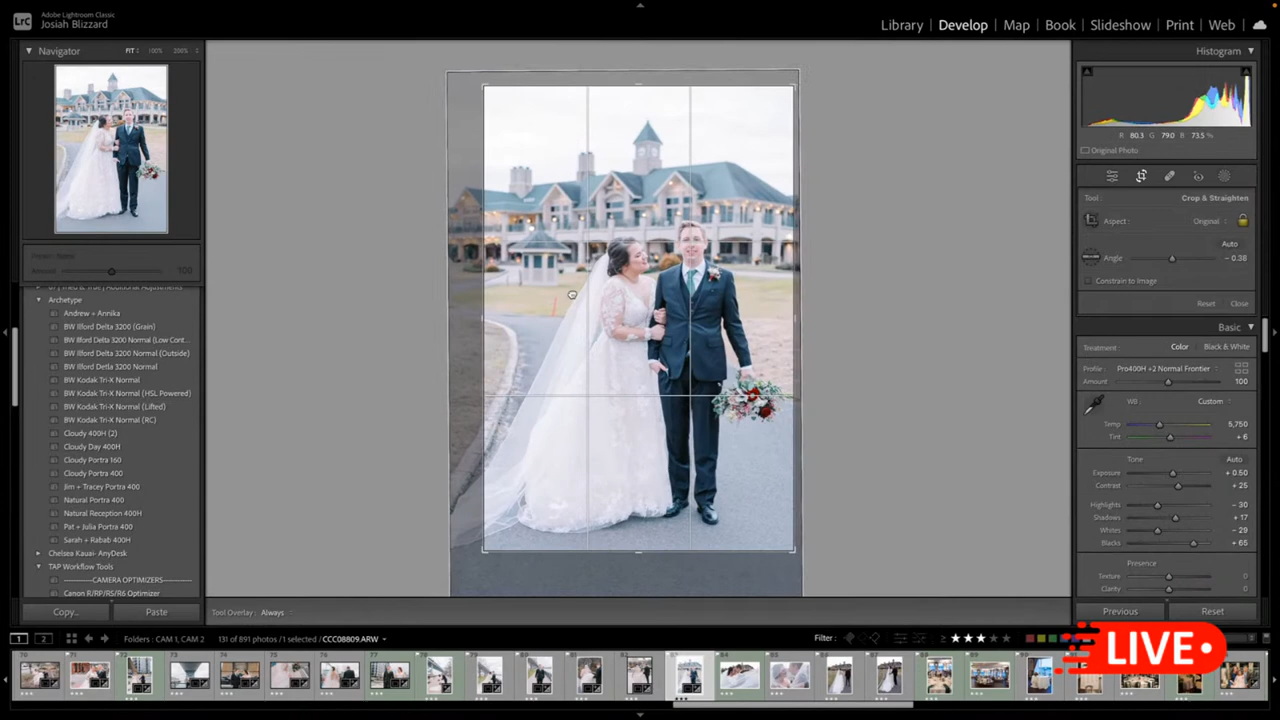 LrC
Adobe Lightroom Classic
Josiah Blizzard
Library | Develop | Map | Book | Slideshow | Print | Web
Navigator
FIT
100%
200%
Histogram
R 80.3 G 79.0 B 73.5 %
Original Photo
Tool :
Crop & Straighten
Aspect :
Original
Auto
Angle
- 0.38
Constrain to Image
Reset
Close
Basic
Treatment :
Color
Black & White
Profile :
Pro400H +2 Normal Frontier
Amount
100
WB :
Custom
Temp
5,750
Tint
+ 6
Tone
Auto
Exposure
+ 0.50
Contrast
+ 25
Highlights
- 30
Shadows
+ 17
Whites
- 29
Blacks
+ 65
Presence
Texture
0
Clarity
0
Previous
Reset
Preset: None
Amount
100
Archetype
Andrew + Annika
BW Ilford Delta 3200 (Grain)
BW Ilford Delta 3200 Normal (Low Cont...
BW Ilford Delta 3200 Normal (Outside)
BW Ilford Delta 3200 Normal
BW Kodak Tri-X Normal
BW Kodak Tri-X Normal (HSL Powered)
BW Kodak Tri-X Normal (Lifted)
BW Kodak Tri-X Normal (RC)
Cloudy 400H (2)
Cloudy Day 400H
Cloudy Portra 160
Cloudy Portra 400
Jim + Tracey Portra 400
Natural Portra 400
Natural Reception 400H
Pat + Julia Portra 400
Sarah + Rabab 400H
Chelsea Kauai- AnyDesk
TAP Workflow Tools
CAMERA OPTIMIZERS
Canon R/RP/RS/R6 Optimizer
Copy...
Paste
Tool Overlay : Always
1 2
Folders : CAM 1, CAM 2
131 of 891 photos / 1 selected / CCC08809.ARW
Filter :
LIVE